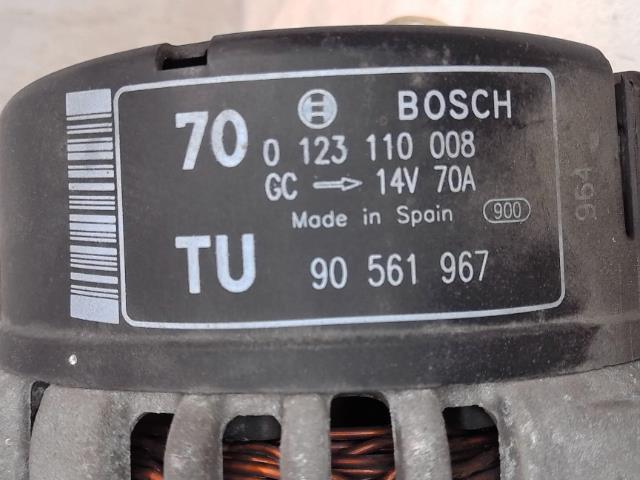 70 BOSCH
0 123 110 008
GC → 14V 70A
Made in Spain 900
TU 90 561 967
964